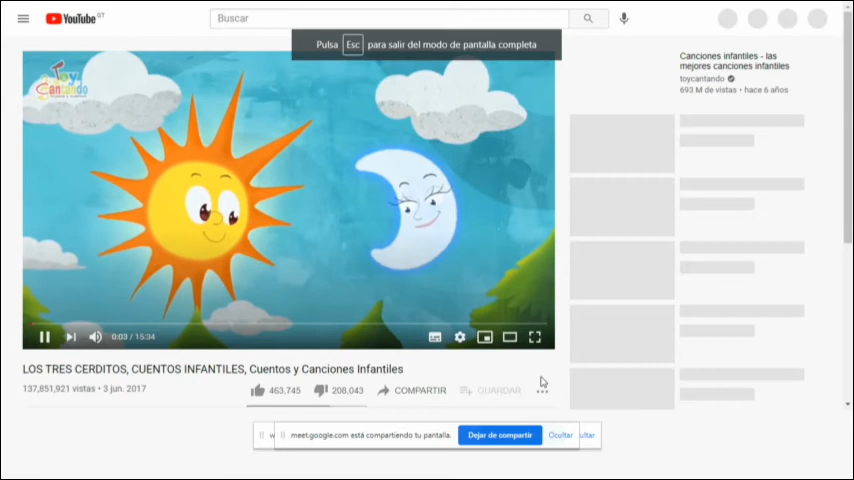 YouTube GT
Buscar
Pulsa Esc para salir del modo de pantalla completa
Toy
Cantando
Canciones infantiles - las
mejores canciones infantiles
toycantando
693 M de vistas • hace 6 años
0:03 / 15:34
LOS TRES CERDITOS, CUENTOS INFANTILES, Cuentos y Canciones Infantiles
137,851,921 vistas • 3 jun. 2017
463,745 208,043 COMPARTIR GUARDAR
meet.google.com está compartiendo tu pantalla. Dejar de compartir Ocultar ultar